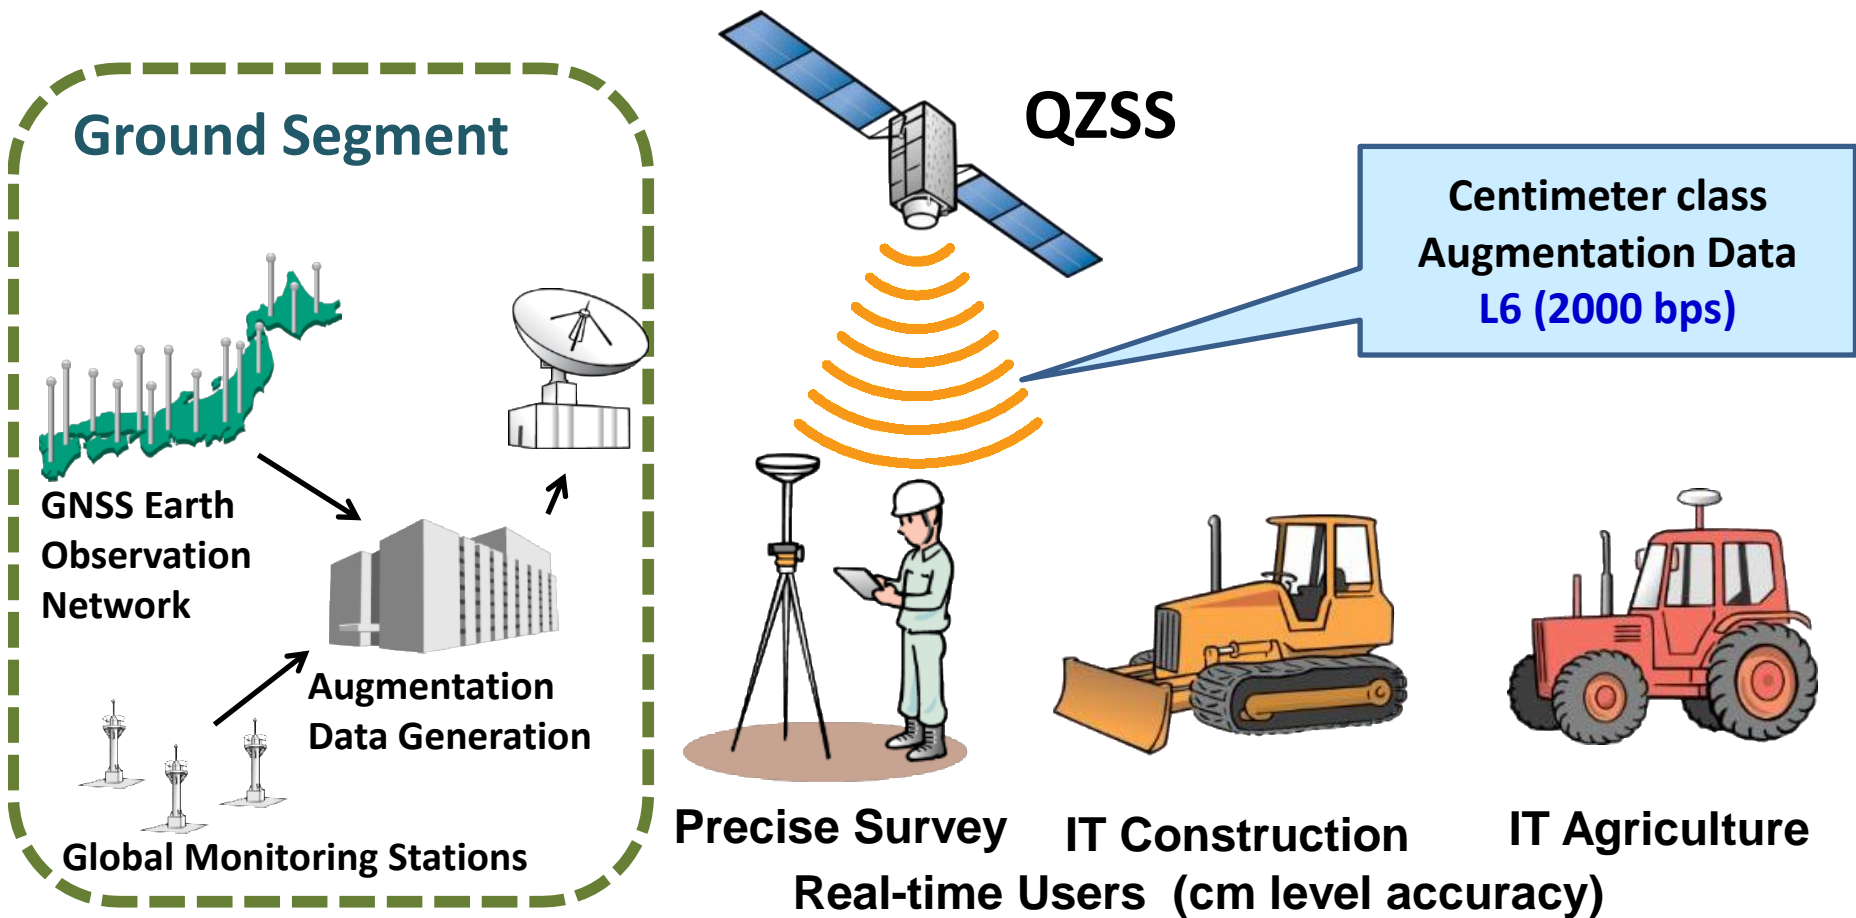 Ground Segment
GNSS Earth
Observation
Network
Augmentation
Data Generation
Global Monitoring Stations
QZSS
Centimeter class
Augmentation Data
L6 (2000 bps)
Precise Survey
IT Construction
IT Agriculture
Real-time Users (cm level accuracy)